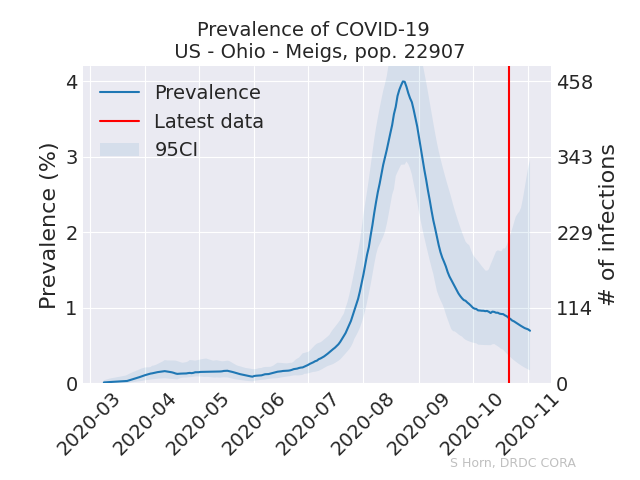 Prevalence of COVID-19
US - Ohio - Meigs, pop. 22907
Prevalence
Latest data
95CI
Prevalence (%)
4
3
2
1
0
458
343
229
114
0
# of infections
2020-03
2020-04
2020-05
2020-06
2020-07
2020-08
2020-09
2020-10
2020-11
S Horn, DRDC CORA